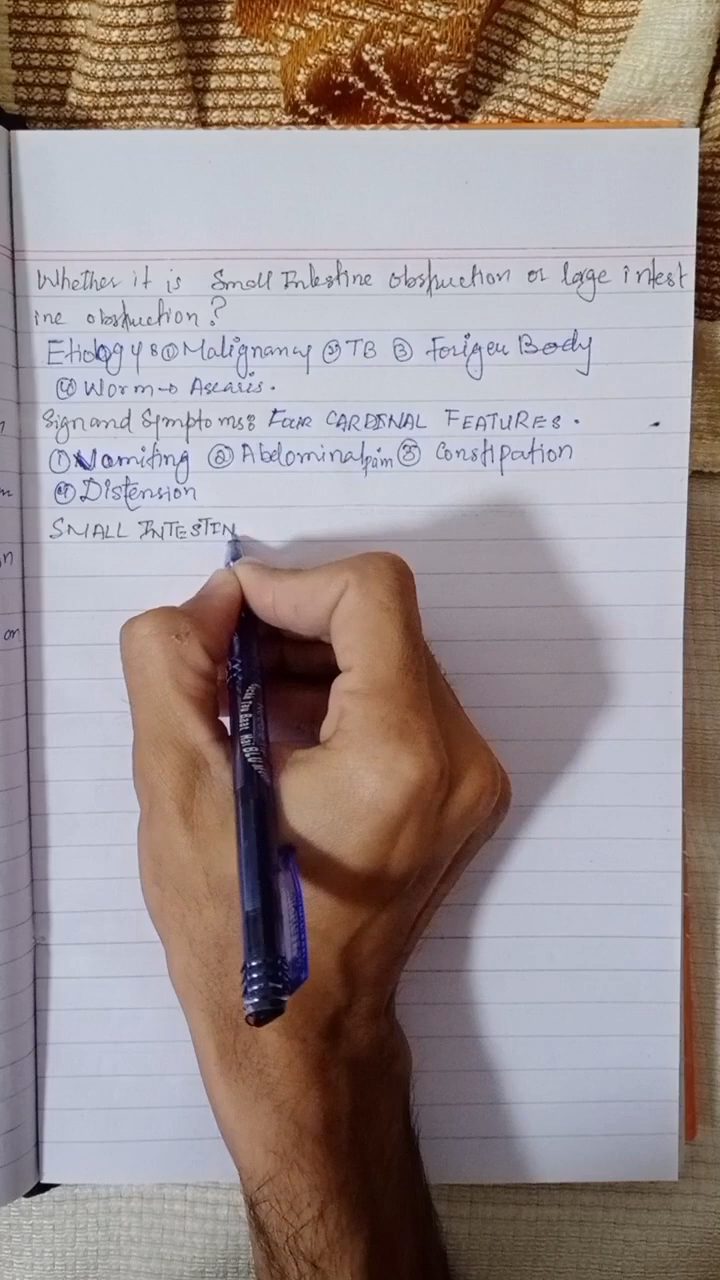 Whether it is Small Intestine obstruction or large intest
ine obstruction?
Etiology: ① Malignancy ② TB ③ Forigen Body
④ Worm → Ascaris.
Sign and Symptoms: FOUR CARDINAL FEATURES.
① Vomiting ② Abdominal pain ③ Constipation
④ Distension
SMALL INTESTIN
on